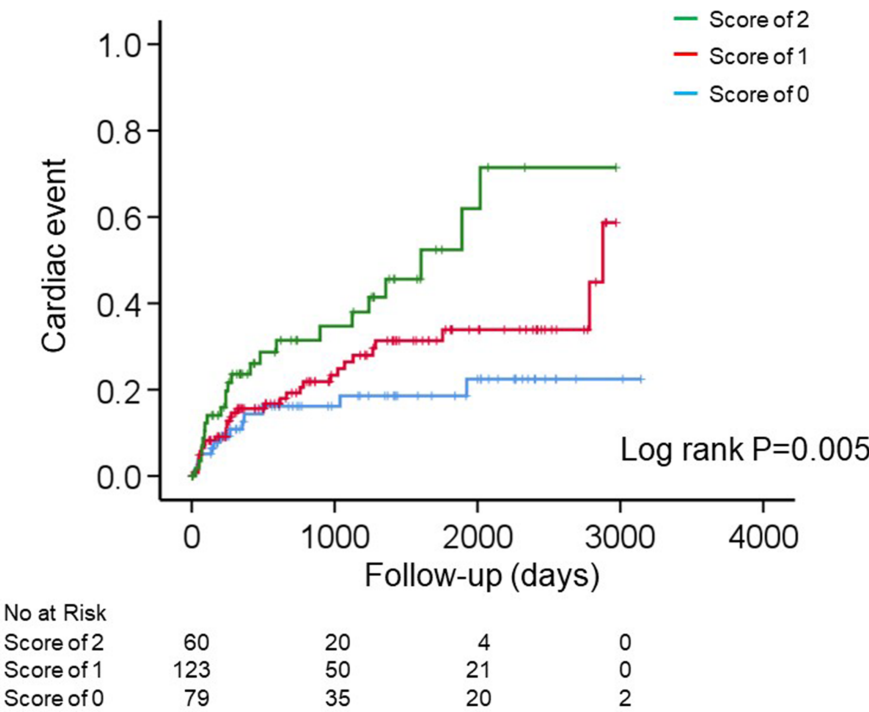 Score of 2
Score of 1
Score of 0
1.0
0.8
0.6
0.4
0.2
0.0
Cardiac event
Log rank P=0.005
0 1000 2000 3000 4000
Follow-up (days)
No at Risk
Score of 2 60 20 4 0
Score of 1 123 50 21 0
Score of 0 79 35 20 2